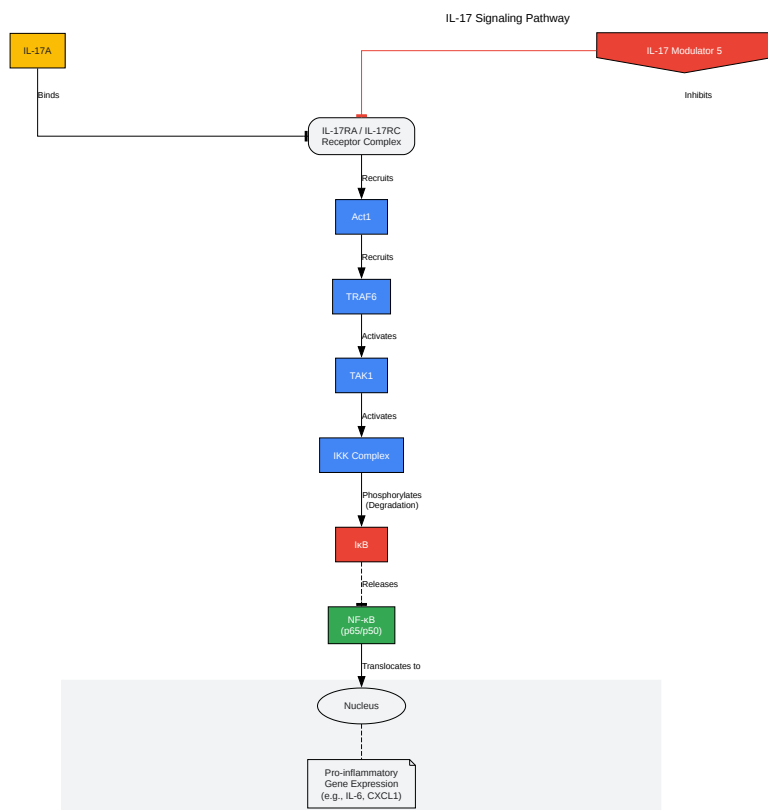 IL-17 Signaling Pathway
IL-17A
IL-17 Modulator 5
Binds
Inhibits
IL-17RA / IL-17RC
Receptor Complex
Recruits
Act1
Recruits
TRAF6
Activates
TAK1
Activates
IKK Complex
Phosphorylates
(Degradation)
IκB
Releases
NF-κB
(p65/p50)
Translocates to
Nucleus
Pro-inflammatory
Gene Expression
(e.g., IL-6, CXCL1)